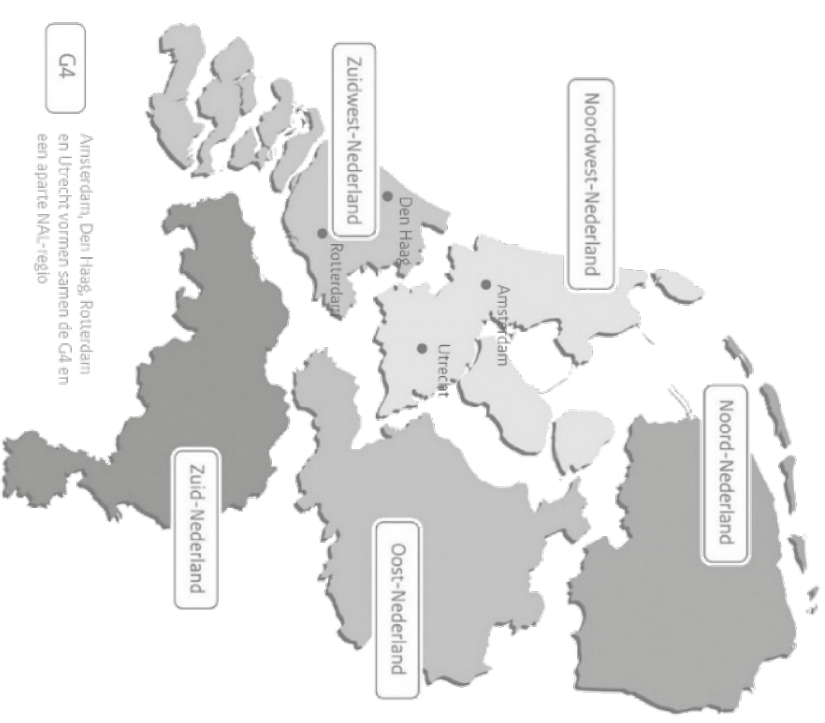 Noordwest-Nederland
Noord-Nederland
Zuidwest-Nederland
Den Haag
Amsterdam
Rotterdam
Utrecht
Oost-Nederland
Zuid-Nederland
G4
Amsterdam, Den Haag, Rotterdam
en Utrecht vormen samen de G4 en
een aparte NAL-regio